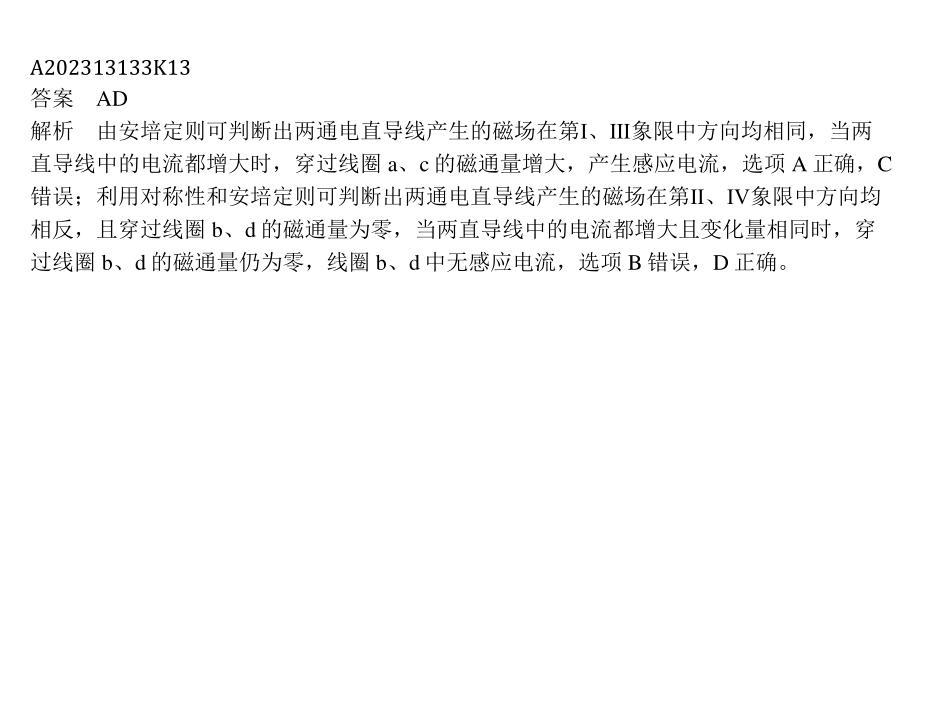 A202313133K13
答案　AD
解析　由安培定则可判断出两通电直导线产生的磁场在第Ⅰ、Ⅲ象限中方向均相同，当两
直导线中的电流都增大时，穿过线圈 a、c 的磁通量增大，产生感应电流，选项 A 正确，C
错误；利用对称性和安培定则可判断出两通电直导线产生的磁场在第Ⅱ、Ⅳ象限中方向均
相反，且穿过线圈 b、d 的磁通量为零，当两直导线中的电流都增大且变化量相同时，穿
过线圈 b、d 的磁通量仍为零，线圈 b、d 中无感应电流，选项 B 错误，D 正确。